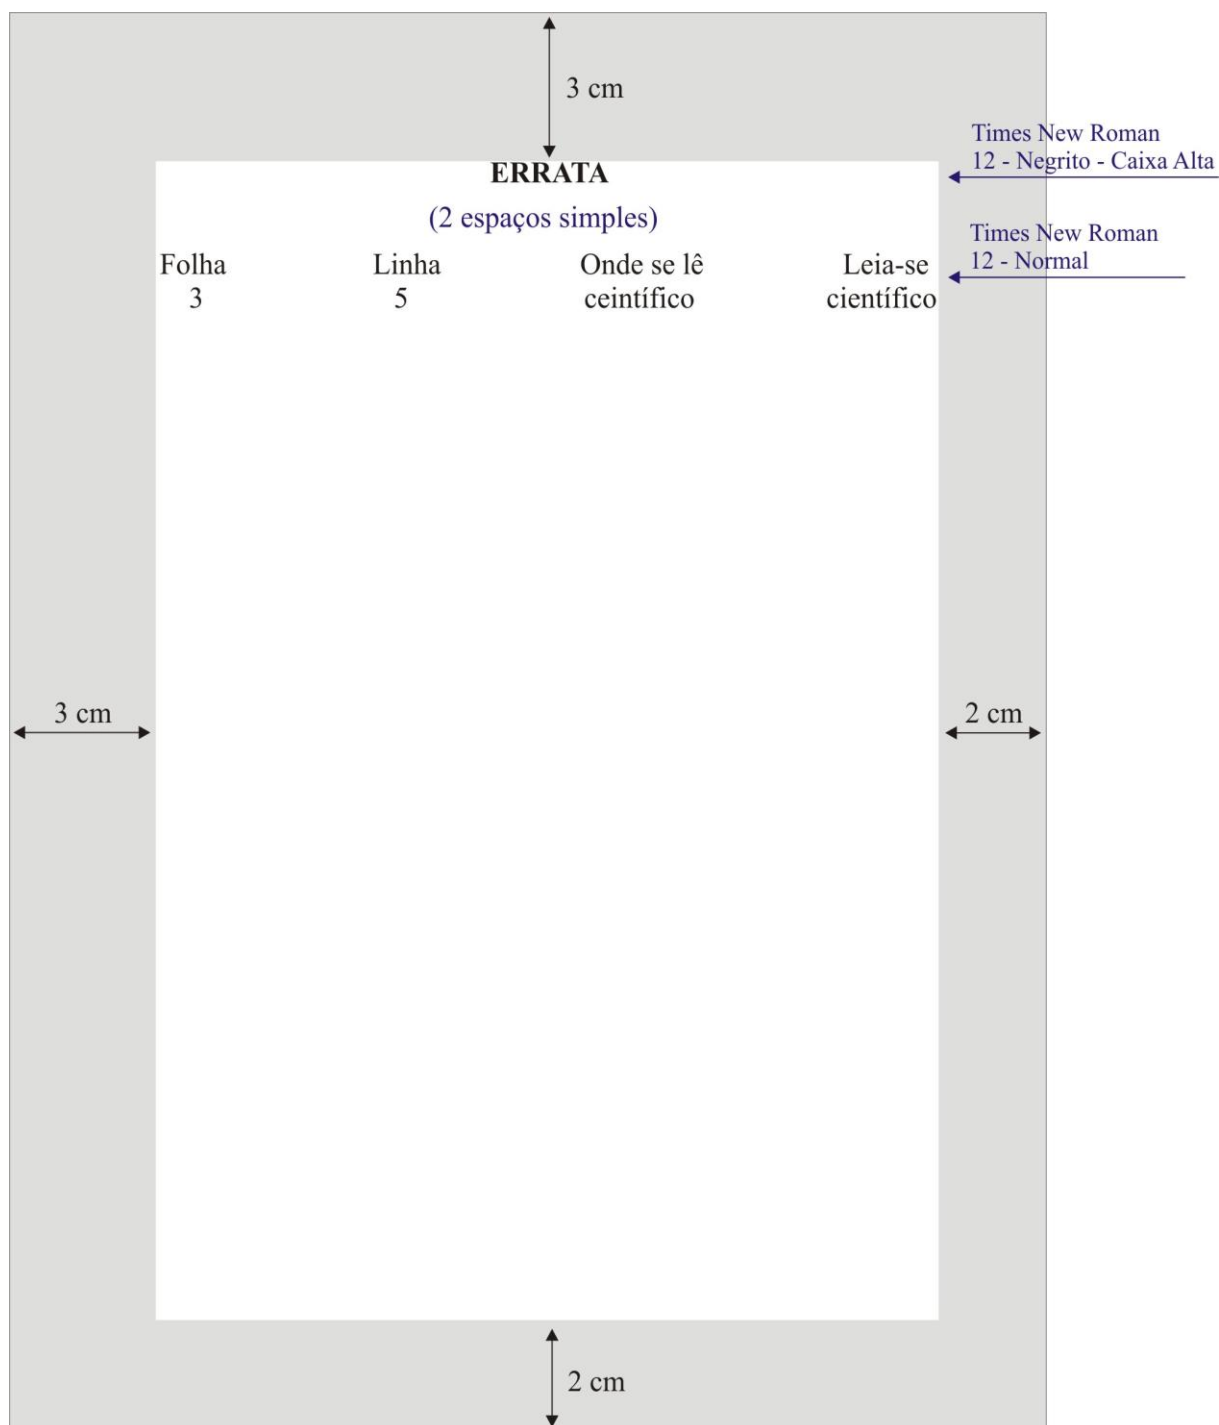 3 cm
Times New Roman
12 - Negrito - Caixa Alta
ERRATA
(2 espaços simples)
Times New Roman
12 - Normal
Folha Linha Onde se lê Leia-se
3 5 ceintífico científico
3 cm 2 cm
2 cm